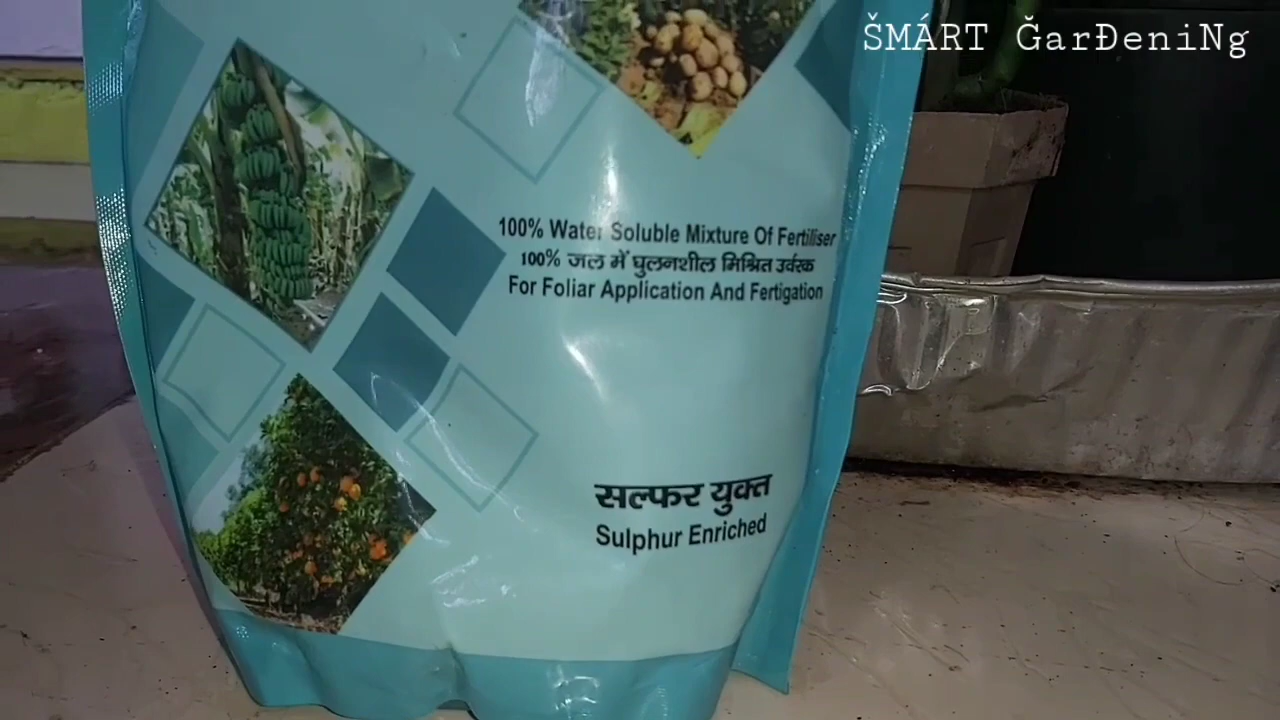 ŠMÁRT ĞarĐeniNg
100% Water Soluble Mixture Of Fertiliser
100% जल में घुलनशील मिश्रित उर्वरक
For Foliar Application And Fertigation
सल्फर युक्त
Sulphur Enriched